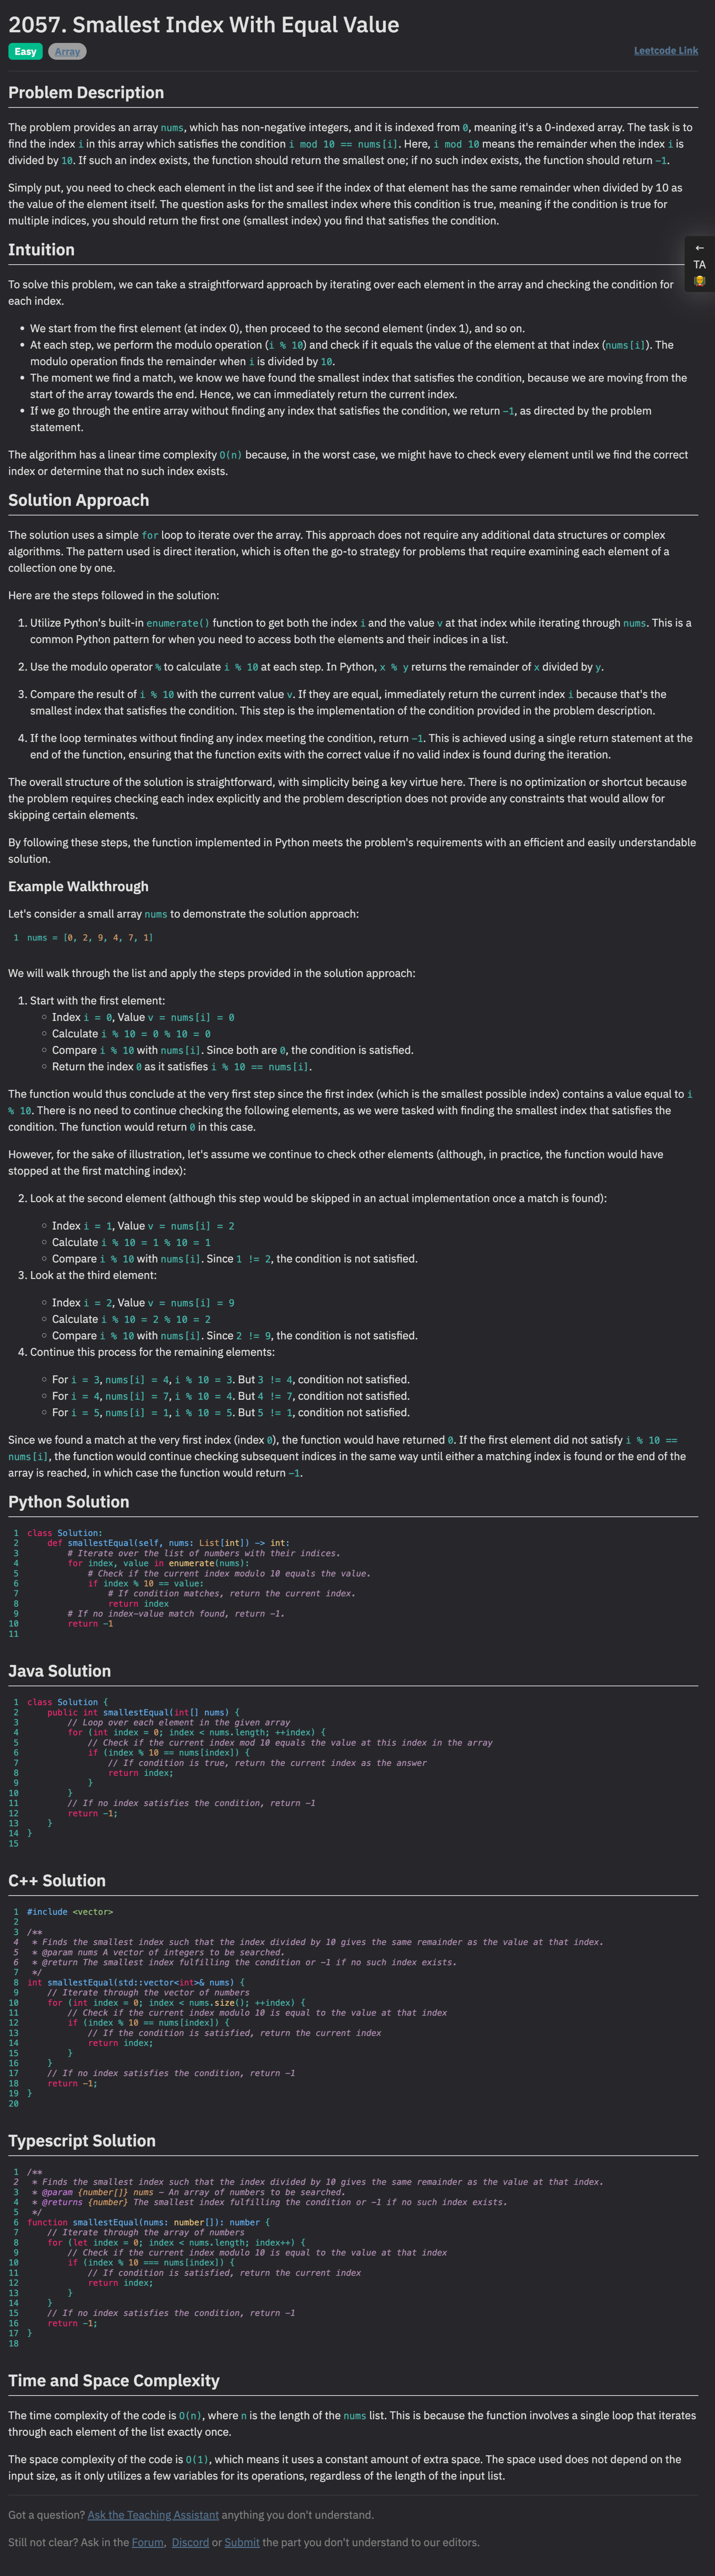 2057. Smallest Index With Equal Value
Easy Array Leetcode Link
Problem Description
The problem provides an array nums, which has non-negative integers, and it is indexed from 0, meaning it's a 0-indexed array. The task is to
find the index i in this array which satisfies the condition i mod 10 == nums[i]. Here, i mod 10 means the remainder when the index i is
divided by 10. If such an index exists, the function should return the smallest one; if no such index exists, the function should return -1.
Simply put, you need to check each element in the list and see if the index of that element has the same remainder when divided by 10 as
the value of the element itself. The question asks for the smallest index where this condition is true, meaning if the condition is true for
multiple indices, you should return the first one (smallest index) you find that satisfies the condition.
←
TA
Intuition
To solve this problem, we can take a straightforward approach by iterating over each element in the array and checking the condition for
each index.
• We start from the first element (at index 0), then proceed to the second element (index 1), and so on.
• At each step, we perform the modulo operation (i % 10) and check if it equals the value of the element at that index (nums[i]). The
modulo operation finds the remainder when i is divided by 10.
• The moment we find a match, we know we have found the smallest index that satisfies the condition, because we are moving from the
start of the array towards the end. Hence, we can immediately return the current index.
• If we go through the entire array without finding any index that satisfies the condition, we return -1, as directed by the problem
statement.
The algorithm has a linear time complexity O(n) because, in the worst case, we might have to check every element until we find the correct
index or determine that no such index exists.
Solution Approach
The solution uses a simple for loop to iterate over the array. This approach does not require any additional data structures or complex
algorithms. The pattern used is direct iteration, which is often the go-to strategy for problems that require examining each element of a
collection one by one.
Here are the steps followed in the solution:
1. Utilize Python's built-in enumerate() function to get both the index i and the value v at that index while iterating through nums. This is a
common Python pattern for when you need to access both the elements and their indices in a list.
2. Use the modulo operator % to calculate i % 10 at each step. In Python, x % y returns the remainder of x divided by y.
3. Compare the result of i % 10 with the current value v. If they are equal, immediately return the current index i because that's the
smallest index that satisfies the condition. This step is the implementation of the condition provided in the problem description.
4. If the loop terminates without finding any index meeting the condition, return -1. This is achieved using a single return statement at the
end of the function, ensuring that the function exits with the correct value if no valid index is found during the iteration.
The overall structure of the solution is straightforward, with simplicity being a key virtue here. There is no optimization or shortcut because
the problem requires checking each index explicitly and the problem description does not provide any constraints that would allow for
skipping certain elements.
By following these steps, the function implemented in Python meets the problem's requirements with an efficient and easily understandable
solution.
Example Walkthrough
Let's consider a small array nums to demonstrate the solution approach:
1 nums = [0, 2, 9, 4, 7, 1]
We will walk through the list and apply the steps provided in the solution approach:
1. Start with the first element:
◦ Index i = 0, Value v = nums[i] = 0
◦ Calculate i % 10 = 0 % 10 = 0
◦ Compare i % 10 with nums[i]. Since both are 0, the condition is satisfied.
◦ Return the index 0 as it satisfies i % 10 == nums[i].
The function would thus conclude at the very first step since the first index (which is the smallest possible index) contains a value equal to i
% 10. There is no need to continue checking the following elements, as we were tasked with finding the smallest index that satisfies the
condition. The function would return 0 in this case.
However, for the sake of illustration, let's assume we continue to check other elements (although, in practice, the function would have
stopped at the first matching index):
2. Look at the second element (although this step would be skipped in an actual implementation once a match is found):
◦ Index i = 1, Value v = nums[i] = 2
◦ Calculate i % 10 = 1 % 10 = 1
◦ Compare i % 10 with nums[i]. Since 1 != 2, the condition is not satisfied.
3. Look at the third element:
◦ Index i = 2, Value v = nums[i] = 9
◦ Calculate i % 10 = 2 % 10 = 2
◦ Compare i % 10 with nums[i]. Since 2 != 9, the condition is not satisfied.
4. Continue this process for the remaining elements:
◦ For i = 3, nums[i] = 4, i % 10 = 3. But 3 != 4, condition not satisfied.
◦ For i = 4, nums[i] = 7, i % 10 = 4. But 4 != 7, condition not satisfied.
◦ For i = 5, nums[i] = 1, i % 10 = 5. But 5 != 1, condition not satisfied.
Since we found a match at the very first index (index 0), the function would have returned 0. If the first element did not satisfy i % 10 ==
nums[i], the function would continue checking subsequent indices in the same way until either a matching index is found or the end of the
array is reached, in which case the function would return -1.
Python Solution
1 class Solution:
2     def smallestEqual(self, nums: List[int]) -> int:
3         # Iterate over the list of numbers with their indices.
4         for index, value in enumerate(nums):
5             # Check if the current index modulo 10 equals the value.
6             if index % 10 == value:
7                 # If condition matches, return the current index.
8                 return index
9         # If no index-value match found, return -1.
10         return -1
11
Java Solution
1 class Solution {
2     public int smallestEqual(int[] nums) {
3         // Loop over each element in the given array
4         for (int index = 0; index < nums.length; ++index) {
5             // Check if the current index mod 10 equals the value at this index in the array
6             if (index % 10 == nums[index]) {
7                 // If condition is true, return the current index as the answer
8                 return index;
9             }
10         }
11         // If no index satisfies the condition, return -1
12         return -1;
13     }
14 }
15
C++ Solution
1 #include <vector>
2
3 /**
4  * Finds the smallest index such that the index divided by 10 gives the same remainder as the value at that index.
5  * @param nums A vector of integers to be searched.
6  * @return The smallest index fulfilling the condition or -1 if no such index exists.
7  */
8 int smallestEqual(std::vector<int>& nums) {
9     // Iterate through the vector of numbers
10     for (int index = 0; index < nums.size(); ++index) {
11         // Check if the current index modulo 10 is equal to the value at that index
12         if (index % 10 == nums[index]) {
13             // If the condition is satisfied, return the current index
14             return index;
15         }
16     }
17     // If no index satisfies the condition, return -1
18     return -1;
19 }
20
Typescript Solution
1 /**
2  * Finds the smallest index such that the index divided by 10 gives the same remainder as the value at that index.
3  * @param {number[]} nums - An array of numbers to be searched.
4  * @returns {number} The smallest index fulfilling the condition or -1 if no such index exists.
5  */
6 function smallestEqual(nums: number[]): number {
7     // Iterate through the array of numbers
8     for (let index = 0; index < nums.length; index++) {
9         // Check if the current index modulo 10 is equal to the value at that index
10         if (index % 10 === nums[index]) {
11             // If condition is satisfied, return the current index
12             return index;
13         }
14     }
15     // If no index satisfies the condition, return -1
16     return -1;
17 }
18
Time and Space Complexity
The time complexity of the code is O(n), where n is the length of the nums list. This is because the function involves a single loop that iterates
through each element of the list exactly once.
The space complexity of the code is O(1), which means it uses a constant amount of extra space. The space used does not depend on the
input size, as it only utilizes a few variables for its operations, regardless of the length of the input list.
Got a question? Ask the Teaching Assistant anything you don't understand.
Still not clear? Ask in the Forum, Discord or Submit the part you don't understand to our editors.